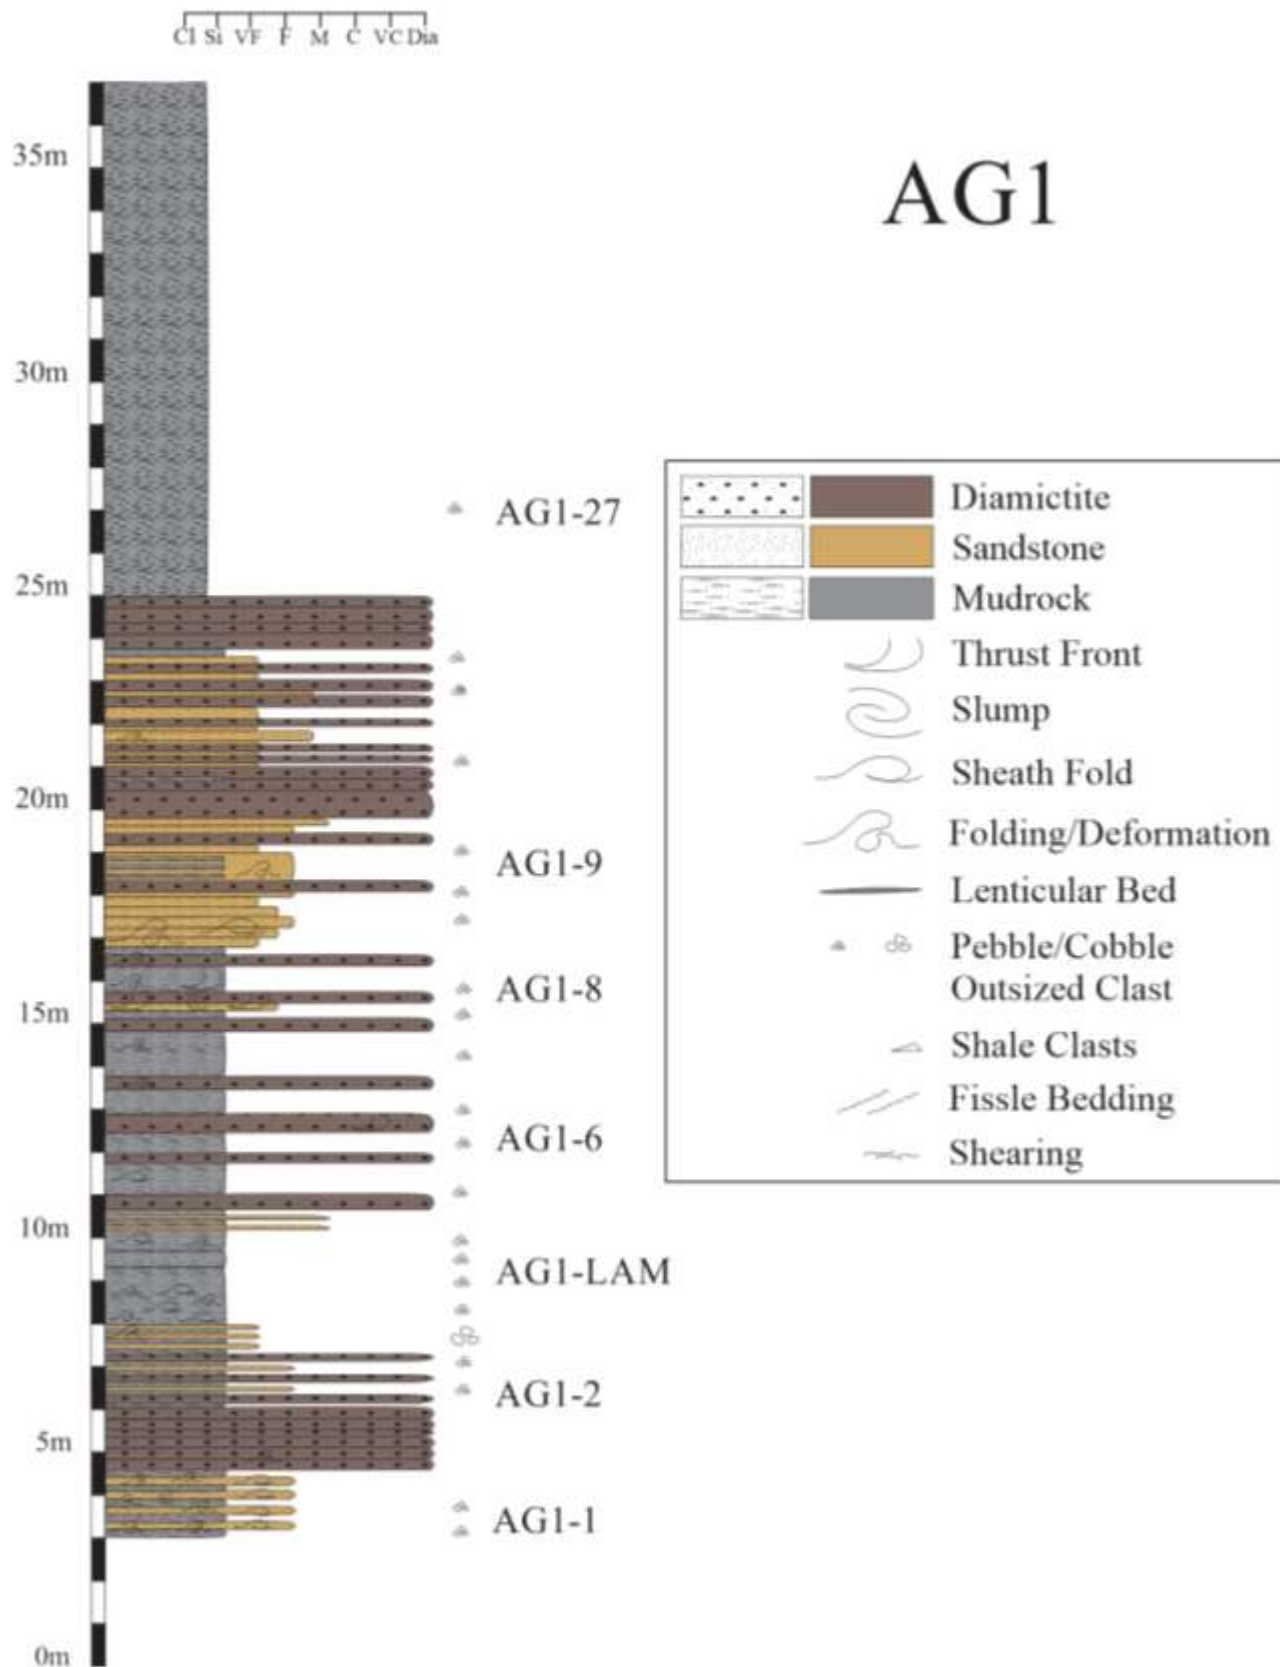 Cl Si VF F M C VC Dia
AG1
35m
30m
25m
20m
15m
10m
5m
0m
AG1-27
AG1-9
AG1-8
AG1-6
AG1-LAM
AG1-2
AG1-1
Diamictite
Sandstone
Mudrock
Thrust Front
Slump
Sheath Fold
Folding/Deformation
Lenticular Bed
Pebble/Cobble
Outsized Clast
Shale Clasts
Fissle Bedding
Shearing